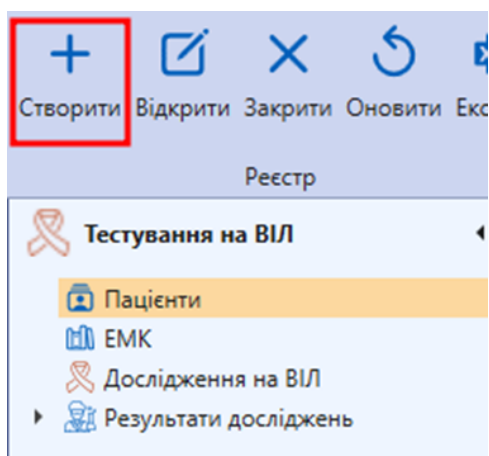 Створити Відкрити Закрити Оновити
Реєстр
Тестування на ВІЛ
Пацієнти
ЕМК
Дослідження на ВІЛ
Результати досліджень